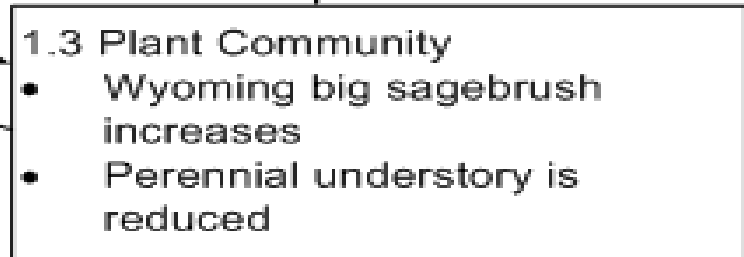 1.3 Plant Community
• Wyoming big sagebrush
increases
• Perennial understory is
reduced